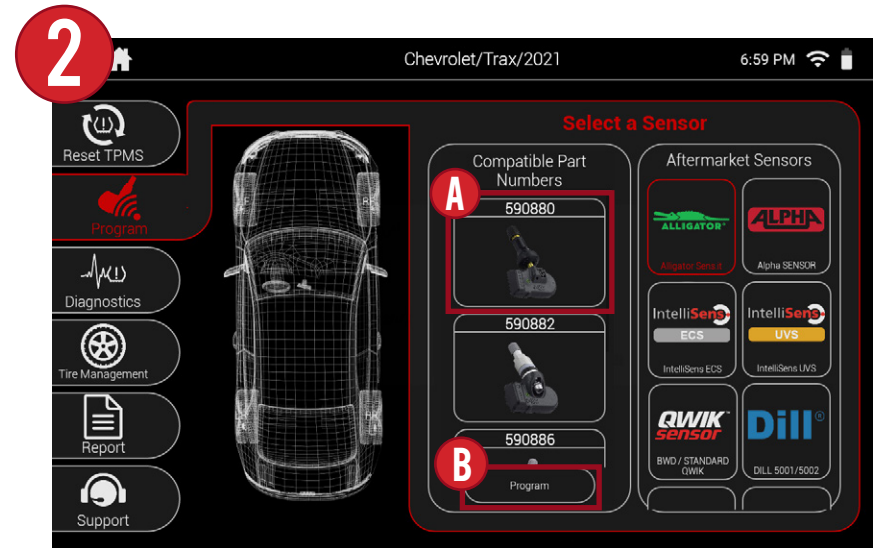 2
Chevrolet/Trax/2021
6:59 PM
Reset TPMS
Program
Diagnostics
Tire Management
Report
Support
Select a Sensor
Compatible Part
Numbers
A
590880
590882
590886
B
Program
Aftermarket Sensors
ALLIGATOR®
Alligator Sens.it
ALPHA
Alpha SENSOR
IntelliSens
ECS
IntelliSens ECS
IntelliSens
UVS
IntelliSens UVS
QWIK™
sensor
BWD / STANDARD
QWIK
Dill®
DILL 5001/5002